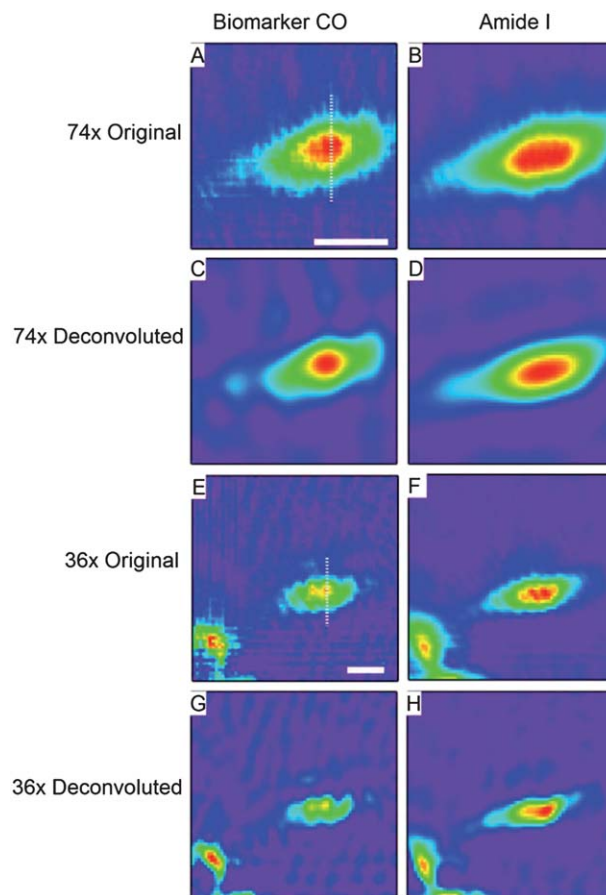 Biomarker CO Amide I
A B
74x Original
C D
74x Deconvoluted
E F
36x Original
G H
36x Deconvoluted